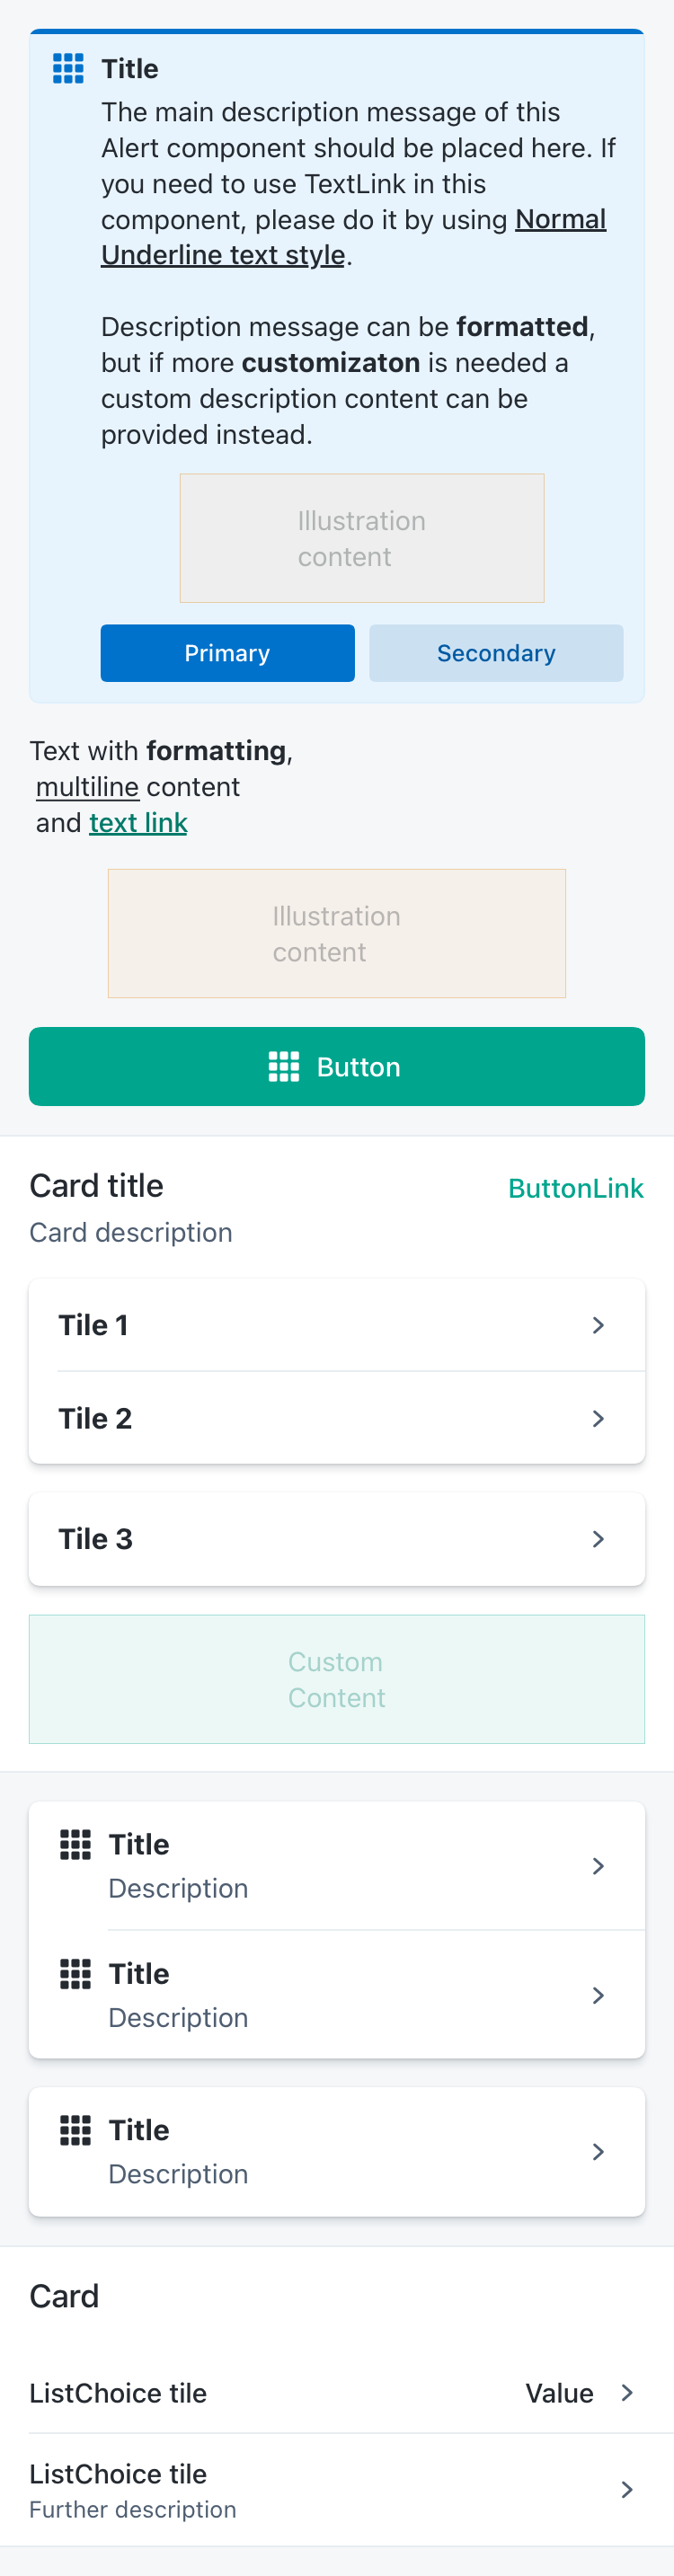 Title
The main description message of this
Alert component should be placed here. If
you need to use TextLink in this
component, please do it by using Normal
Underline text style.
Description message can be formatted,
but if more customizaton is needed a
custom description content can be
provided instead.
Illustration
content
Primary Secondary
Text with formatting,
multiline content
and text link
Illustration
content
Button
Card title ButtonLink
Card description
Tile 1
Tile 2
Tile 3
Custom
Content
Title
Description
Title
Description
Title
Description
Card
ListChoice tile Value
ListChoice tile
Further description